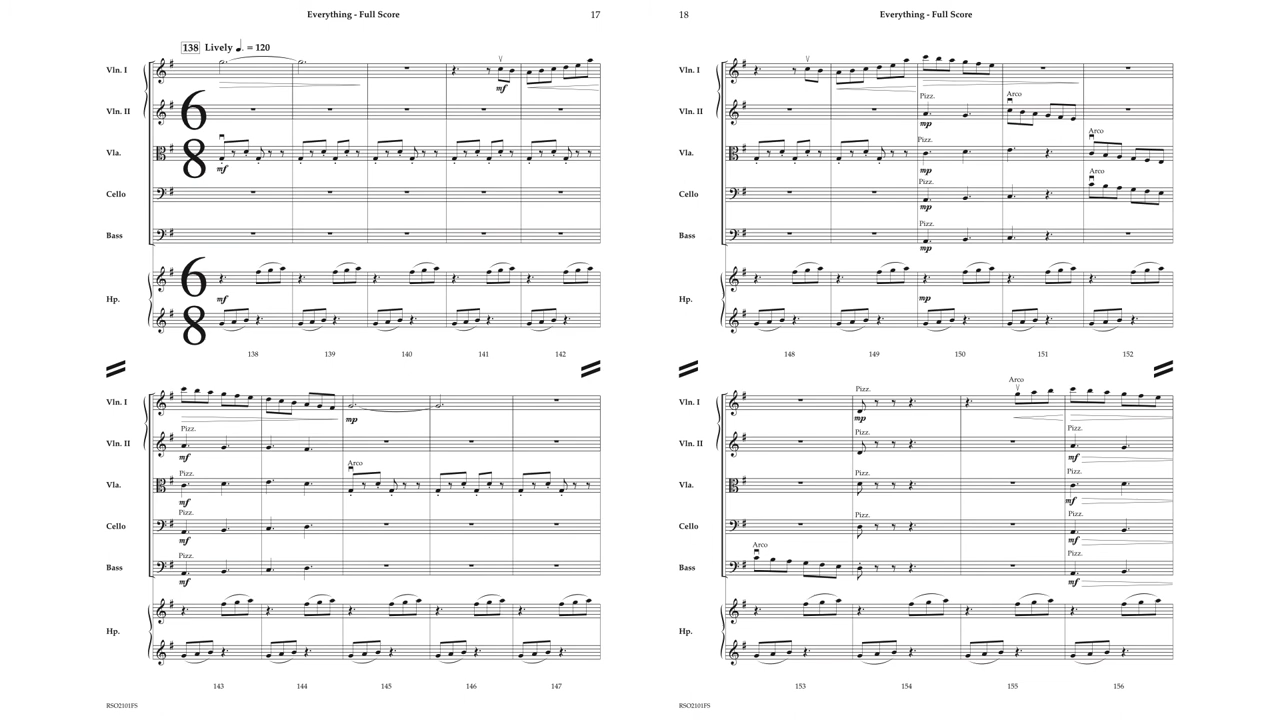 Everything - Full Score
17
138 Lively ♩. = 120
Vln. I
mf
Vln. II
6
8
Vla.
mf
Cello
Bass
6
8
Hp.
mf
138 139 140 141 142
Vln. I
mp
Pizz.
Vln. II
mf
Pizz. Arco
Vla.
mf
Pizz.
Cello
mf
Pizz.
Bass
mf
Hp.
143 144 145 146 147
RSO2101FS
18
Everything - Full Score
Vln. I
Pizz. Arco
Vln. II
mp
Pizz. Arco
Vla.
mp
Pizz. Arco
Cello
mp
Pizz.
Bass
mp
Hp.
mp
148 149 150 151 152
Pizz. Arco
Vln. I
mp
Pizz. Pizz.
Vln. II
mf
Pizz. Pizz.
Vla.
mf
Pizz. Pizz.
Cello
mf
Arco Pizz.
Bass
mf
Hp.
153 154 155 156
RSO2101FS